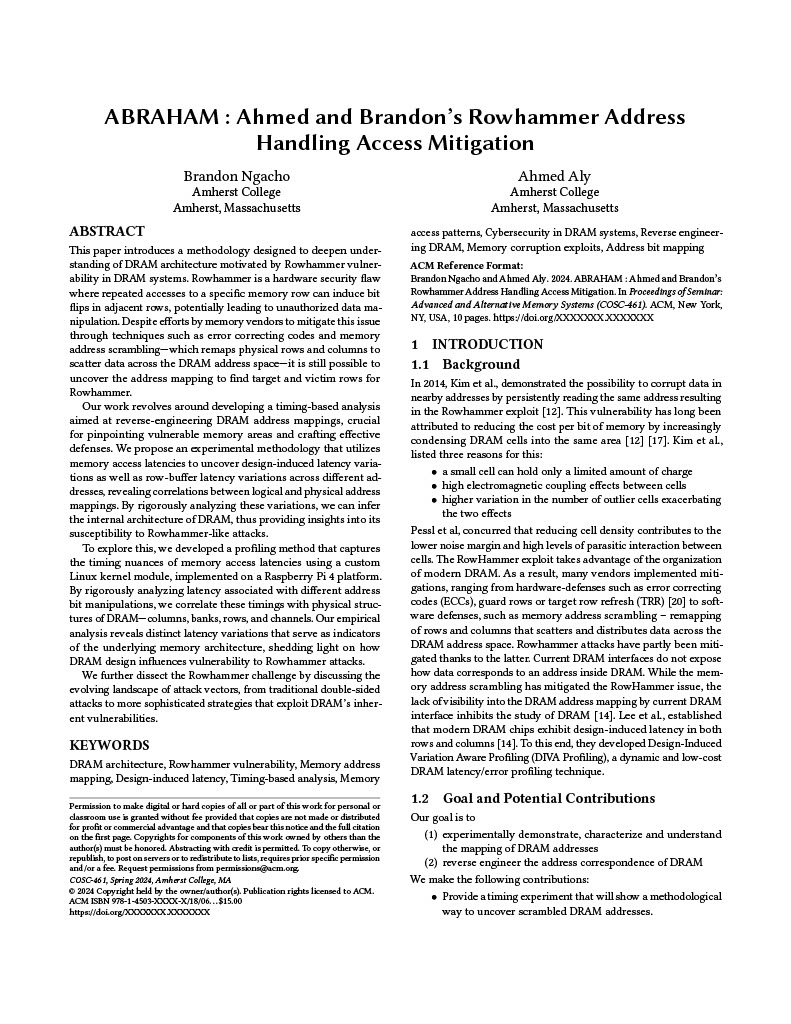 ABRAHAM : Ahmed and Brandon's Rowhammer Address
Handling Access Mitigation
Brandon Ngacho
Amherst College
Amherst, Massachusetts
Ahmed Aly
Amherst College
Amherst, Massachusetts
ABSTRACT
This paper introduces a methodology designed to deepen under-
standing of DRAM architecture motivated by Rowhammer vulner-
ability in DRAM systems. Rowhammer is a hardware security flaw
where repeated accesses to a specific memory row can induce bit
flips in adjacent rows, potentially leading to unauthorized data ma-
nipulation. Despite efforts by memory vendors to mitigate this issue
through techniques such as error correcting codes and memory
address scrambling—which remaps physical rows and columns to
scatter data across the DRAM address space—it is still possible to
uncover the address mapping to find target and victim rows for
Rowhammer.
Our work revolves around developing a timing-based analysis
aimed at reverse-engineering DRAM address mappings, crucial
for pinpointing vulnerable memory areas and crafting effective
defenses. We propose an experimental methodology that utilizes
memory access latencies to uncover design-induced latency varia-
tions as well as row-buffer latency variations across different ad-
dresses, revealing correlations between logical and physical address
mappings. By rigorously analyzing these variations, we can infer
the internal architecture of DRAM, thus providing insights into its
susceptibility to Rowhammer-like attacks.
To explore this, we developed a profiling method that captures
the timing nuances of memory access latencies using a custom
Linux kernel module, implemented on a Raspberry Pi 4 platform.
By rigorously analyzing latency associated with different address
bit manipulations, we correlate these timings with physical struc-
tures of DRAM—columns, banks, rows, and channels. Our empirical
analysis reveals distinct latency variations that serve as indicators
of the underlying memory architecture, shedding light on how
DRAM design influences vulnerability to Rowhammer attacks.
We further dissect the Rowhammer challenge by discussing the
evolving landscape of attack vectors, from traditional double-sided
attacks to more sophisticated strategies that exploit DRAM's inher-
ent vulnerabilities.
KEYWORDS
DRAM architecture, Rowhammer vulnerability, Memory address
mapping, Design-induced latency, Timing-based analysis, Memory
Permission to make digital or hard copies of all or part of this work for personal or
classroom use is granted without fee provided that copies are not made or distributed
for profit or commercial advantage and that copies bear this notice and the full citation
on the first page. Copyrights for components of this work owned by others than the
author(s) must be honored. Abstracting with credit is permitted. To copy otherwise, or
republish, to post on servers or to redistribute to lists, requires prior specific permission
and/or a fee. Request permissions from permissions@acm.org.
COSC-461, Spring 2024, Amherst College, MA
© 2024 Copyright held by the owner/author(s). Publication rights licensed to ACM.
ACM ISBN 978-1-4503-XXXX-X/18/06...$15.00
https://doi.org/XXXXXXX.XXXXXXX
access patterns, Cybersecurity in DRAM systems, Reverse engineer-
ing DRAM, Memory corruption exploits, Address bit mapping
ACM Reference Format:
Brandon Ngacho and Ahmed Aly. 2024. ABRAHAM : Ahmed and Brandon's
Rowhammer Address Handling Access Mitigation. In Proceedings of Seminar:
Advanced and Alternative Memory Systems (COSC-461). ACM, New York,
NY, USA, 10 pages. https://doi.org/XXXXXXX.XXXXXXX
1 INTRODUCTION
1.1 Background
In 2014, Kim et al., demonstrated the possibility to corrupt data in
nearby addresses by persistently reading the same address resulting
in the Rowhammer exploit [12]. This vulnerability has long been
attributed to reducing the cost per bit of memory by increasingly
condensing DRAM cells into the same area [12] [17]. Kim et al.,
listed three reasons for this:
• a small cell can hold only a limited amount of charge
• high electromagnetic coupling effects between cells
• higher variation in the number of outlier cells exacerbating
the two effects
Pessl et al, concurred that reducing cell density contributes to the
lower noise margin and high levels of parasitic interaction between
cells. The RowHammer exploit takes advantage of the organization
of modern DRAM. As a result, many vendors implemented miti-
gations, ranging from hardware-defenses such as error correcting
codes (ECCs), guard rows or target row refresh (TRR) [20] to soft-
ware defenses, such as memory address scrambling – remapping
of rows and columns that scatters and distributes data across the
DRAM address space. Rowhammer attacks have partly been miti-
gated thanks to the latter. Current DRAM interfaces do not expose
how data corresponds to an address inside DRAM. While the mem-
ory address scrambling has mitigated the RowHammer issue, the
lack of visibility into the DRAM address mapping by current DRAM
interface inhibits the study of DRAM [14]. Lee et al., established
that modern DRAM chips exhibit design-induced latency in both
rows and columns [14]. To this end, they developed Design-Induced
Variation Aware Profiling (DIVA Profiling), a dynamic and low-cost
DRAM latency/error profiling technique.
1.2 Goal and Potential Contributions
Our goal is to
(1) experimentally demonstrate, characterize and understand
the mapping of DRAM addresses
(2) reverse engineer the address correspondence of DRAM
We make the following contributions:
• Provide a timing experiment that will show a methodological
way to uncover scrambled DRAM addresses.